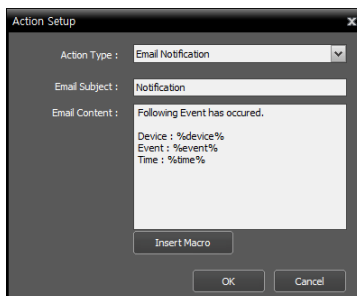 Action Setup x
Action Type : Email Notification
Email Subject : Notification
Email Content : Following Event has occured.
Device : %device%
Event : %event%
Time : %time%
Insert Macro
OK Cancel